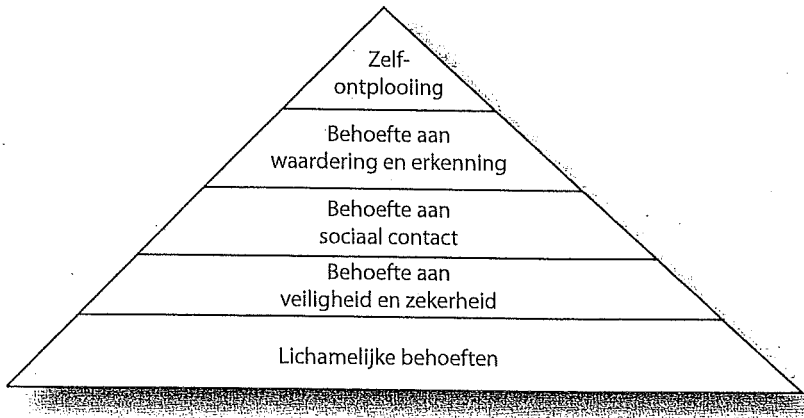 Zelf-
ontplooiing
Behoefte aan
waardering en erkenning
Behoefte aan
sociaal contact
Behoefte aan
veiligheid en zekerheid
Lichamelijke behoeften